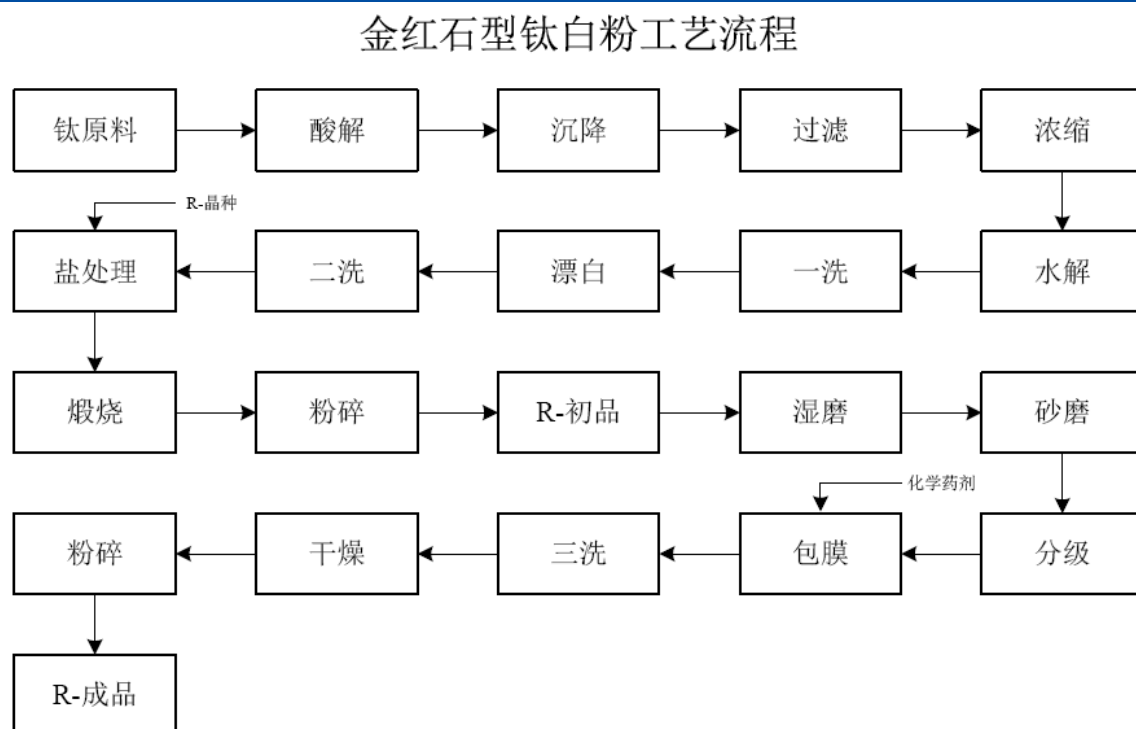 金红石型钛白粉工艺流程
钛原料 酸解 沉降 过滤 浓缩
R-晶种
盐处理 二洗 漂白 一洗 水解
煅烧 粉碎 R-初品 湿磨 砂磨
化学药剂
粉碎 干燥 三洗 包膜 分级
R-成品